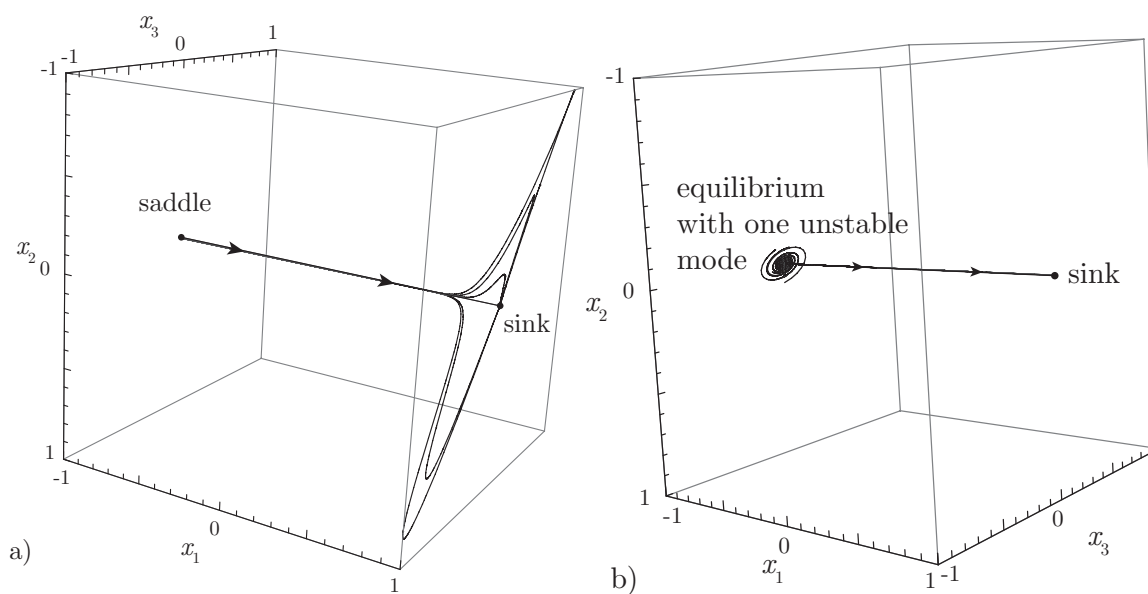 x3
-1
-1
0
1
saddle
x2
0
sink
1
-1
0
x1
1
a)
-1
equilibrium
with one unstable
mode
sink
0
x2
1
-1
0
x1
1
-1
0
x3
b)